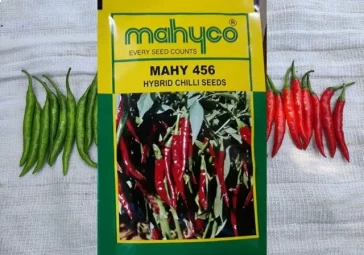 mahyco®
EVERY SEED COUNTS
MAHY 456
HYBRID CHILLI SEEDS